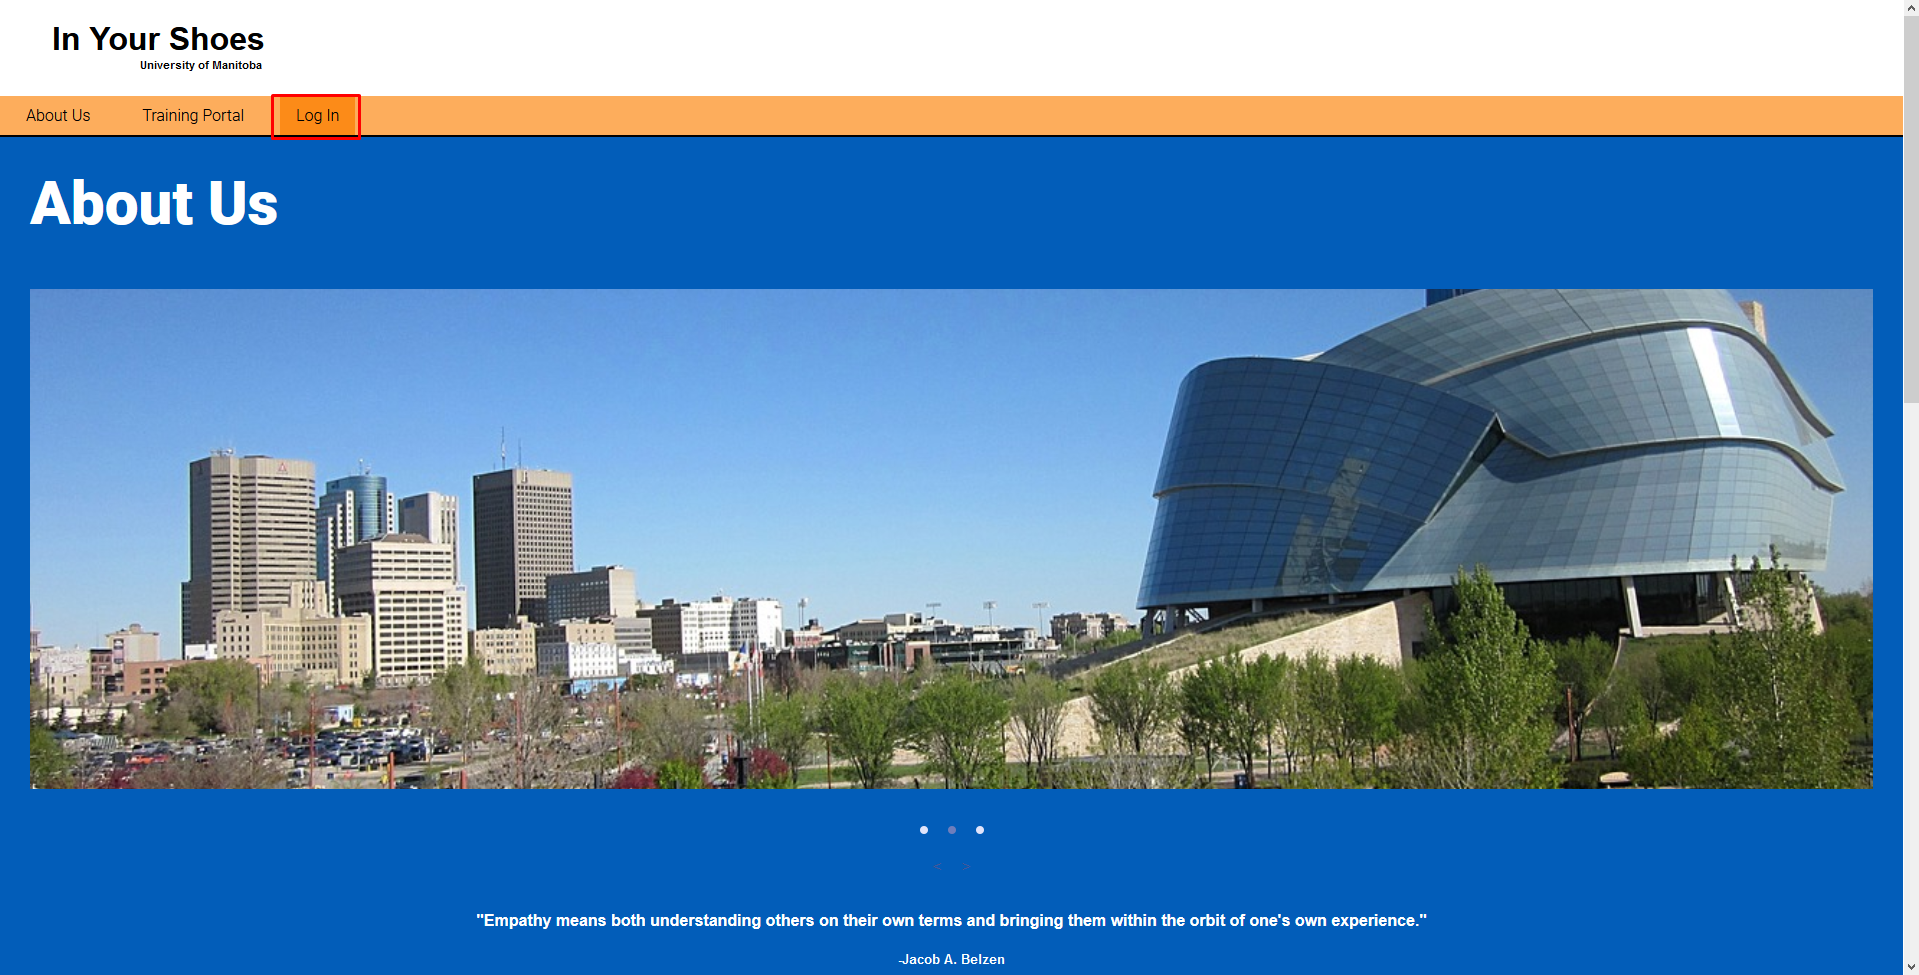 In Your Shoes
University of Manitoba
About Us
Training Portal
Log In
About Us
< >
"Empathy means both understanding others on their own terms and bringing them within the orbit of one's own experience."
-Jacob A. Belzen